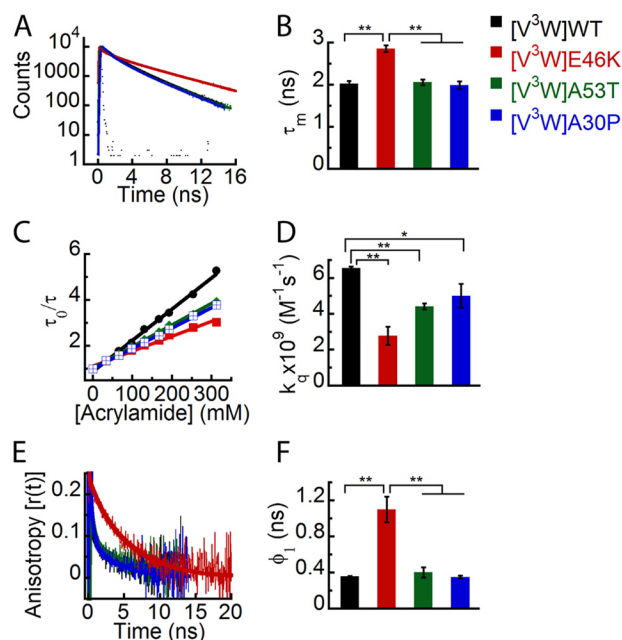 A
Counts
10⁴
1000
100
10
1
0 4 8 12 16
Time (ns)
B
τₘ (ns)
3
2
1
0
**
**
[V³W]WT
[V³W]E46K
[V³W]A53T
[V³W]A30P
C
τ₀/τ
6
4
2
0 100 200 300
[Acrylamide] (mM)
D
k_q x10⁹ (M⁻¹s⁻¹)
6
4
2
0
*
**
**
E
Anisotropy [r(t)]
0.2
0.1
0
0 5 10 15 20
Time (ns)
F
ϕ₁ (ns)
1.2
0.8
0.4
0
**
**